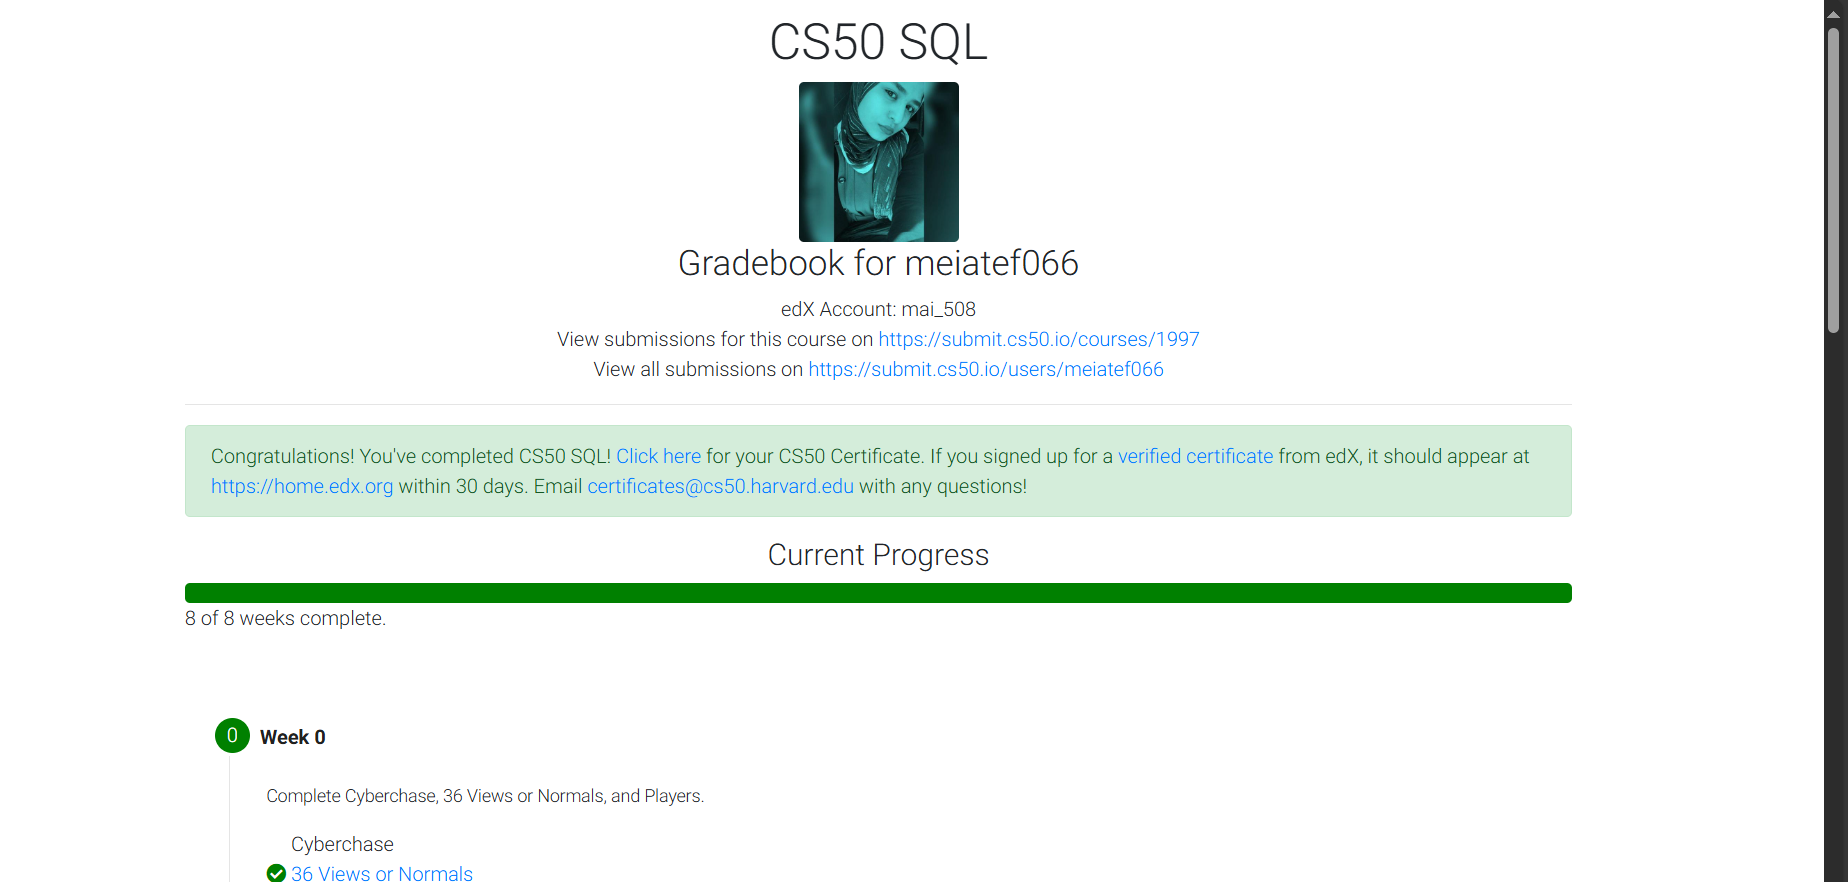 CS50 SQL
Gradebook for meiatef066
edX Account: mai_508
View submissions for this course on https://submit.cs50.io/courses/1997
View all submissions on https://submit.cs50.io/users/meiatef066
Congratulations! You've completed CS50 SQL! Click here for your CS50 Certificate. If you signed up for a verified certificate from edX, it should appear at
https://home.edx.org within 30 days. Email certificates@cs50.harvard.edu with any questions!
Current Progress
8 of 8 weeks complete.
0 Week 0
Complete Cyberchase, 36 Views or Normals, and Players.
Cyberchase
36 Views or Normals